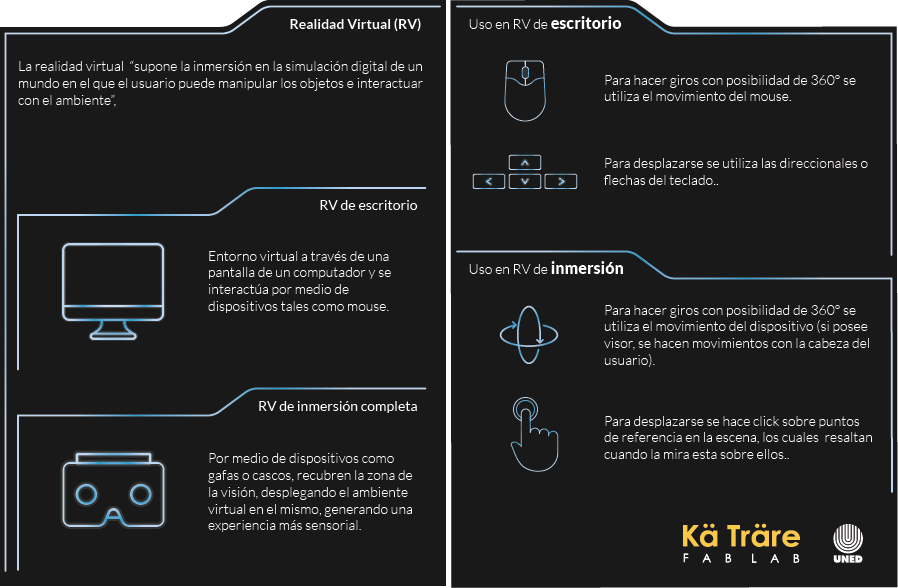 Realidad Virtual (RV)
La realidad virtual “supone la inmersión en la simulación digital de un
mundo en el que el usuario puede manipular los objetos e interactuar
con el ambiente”,
RV de escritorio
Entorno virtual a través de una
pantalla de un computador y se
interactúa por medio de
dispositivos tales como mouse.
RV de inmersión completa
Por medio de dispositivos como
gafas o cascos, recubren la zona de
la visión, desplegando el ambiente
virtual en el mismo, generando una
experiencia más sensorial.
Uso en RV de escritorio
Para hacer giros con posibilidad de 360° se
utiliza el movimiento del mouse.
Para desplazarse se utiliza las direccionales o
flechas del teclado..
Uso en RV de inmersión
Para hacer giros con posibilidad de 360° se
utiliza el movimiento del dispositivo (si posee
visor, se hacen movimientos con la cabeza del
usuario).
Para desplazarse se hace click sobre puntos
de referencia en la escena, los cuales resaltan
cuando la mira esta sobre ellos..
Kä Träre
FAB LAB
UNED